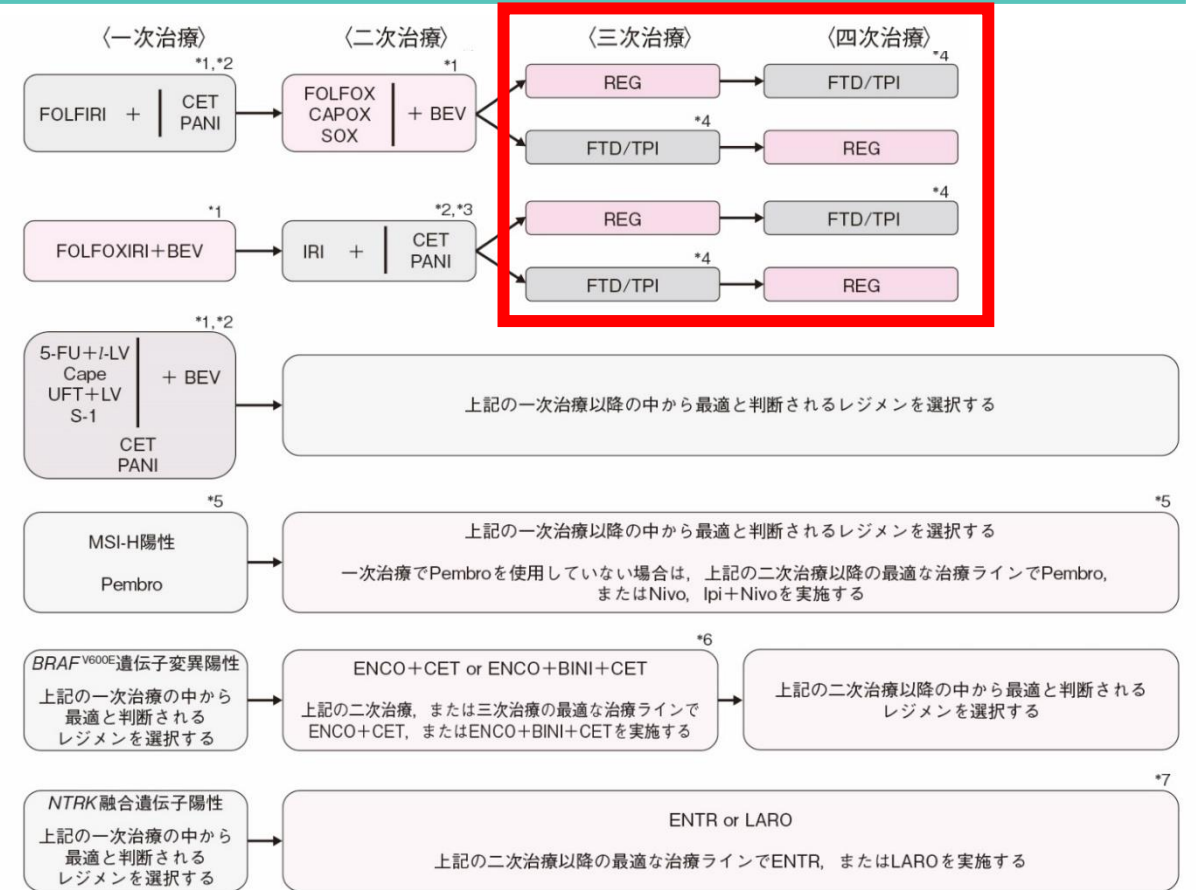 〈一次治療〉
〈二次治療〉
〈三次治療〉
〈四次治療〉
*1,*2
FOLFIRI + CET
PANI
*1
FOLFOX
CAPOX
SOX
+ BEV
REG
*4
FTD/TPI
*4
FTD/TPI
REG
*1
FOLFOXIRI+BEV
*2,*3
IRI + CET
PANI
REG
*4
FTD/TPI
*4
FTD/TPI
REG
*1,*2
5-FU+l-LV
Cape
UFT+LV
S-1
+ BEV
CET
PANI
上記の一次治療以降の中から最適と判断されるレジメンを選択する
*5
MSI-H陽性
Pembro
*5
上記の一次治療以降の中から最適と判断されるレジメンを選択する
一次治療でPembroを使用していない場合は，上記の二次治療以降の最適な治療ラインでPembro,
またはNivo，Ipi+Nivoを実施する
BRAF V600E遺伝子変異陽性
上記の一次治療の中から
最適と判断される
レジメンを選択する
*6
ENCO+CET or ENCO+BINI+CET
上記の二次治療，または三次治療の最適な治療ラインで
ENCO+CET，またはENCO+BINI+CETを実施する
上記の二次治療以降の中から最適と判断される
レジメンを選択する
NTRK融合遺伝子陽性
上記の一次治療の中から
最適と判断される
レジメンを選択する
*7
ENTR or LARO
上記の二次治療以降の最適な治療ラインでENTR，またはLAROを実施する